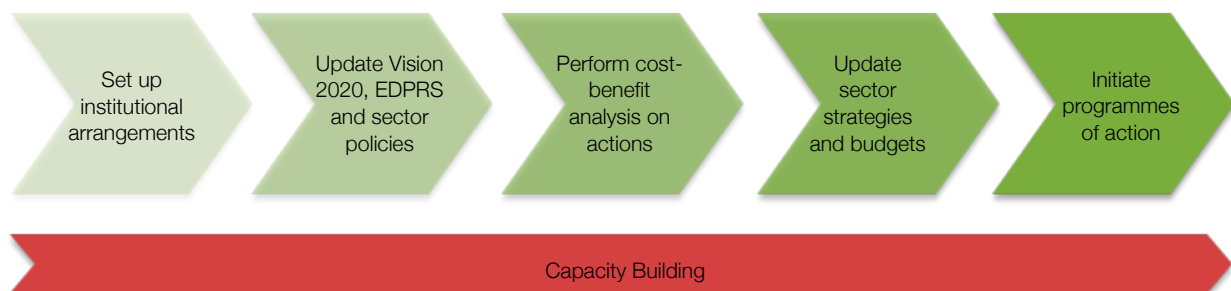 Set up
institutional
arrangements
Update Vision
2020, EDPRS
and sector
policies
Perform cost-
benefit
analysis on
actions
Update
sector
strategies
and budgets
Initiate
programmes
of action
Capacity Building